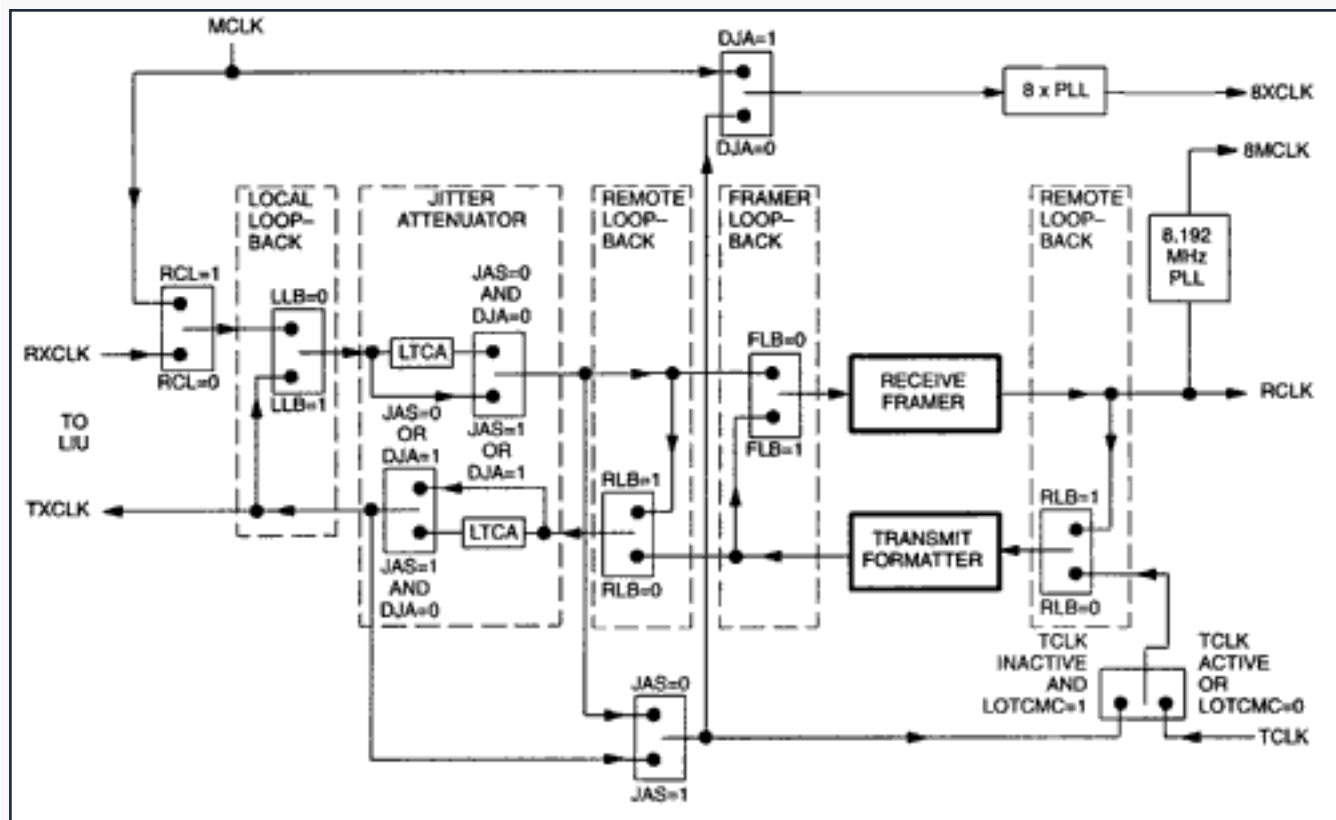 MCLK
DJA=1
8 x PLL
8XCLK
DJA=0
8MCLK
LOCAL
LOOP-
BACK
JITTER
ATTENUATOR
REMOTE
LOOP-
BACK
FRAMER
LOOP-
BACK
REMOTE
LOOP-
BACK
8.192
MHz
PLL
RCL=1
LLB=0
JAS=0
AND
DJA=0
RXCLK
RCL=0
LTCA
FLB=0
RECEIVE
FRAMER
RCLK
LLB=1
TO
LIU
JAS=0
OR
DJA=1
JAS=1
OR
DJA=1
FLB=1
RLB=1
RLB=1
TXCLK
LTCA
TRANSMIT
FORMATTER
JAS=1
AND
DJA=0
RLB=0
RLB=0
TCLK
INACTIVE
AND
LOTCMC=1
TCLK
ACTIVE
OR
LOTCMC=0
JAS=0
TCLK
JAS=1